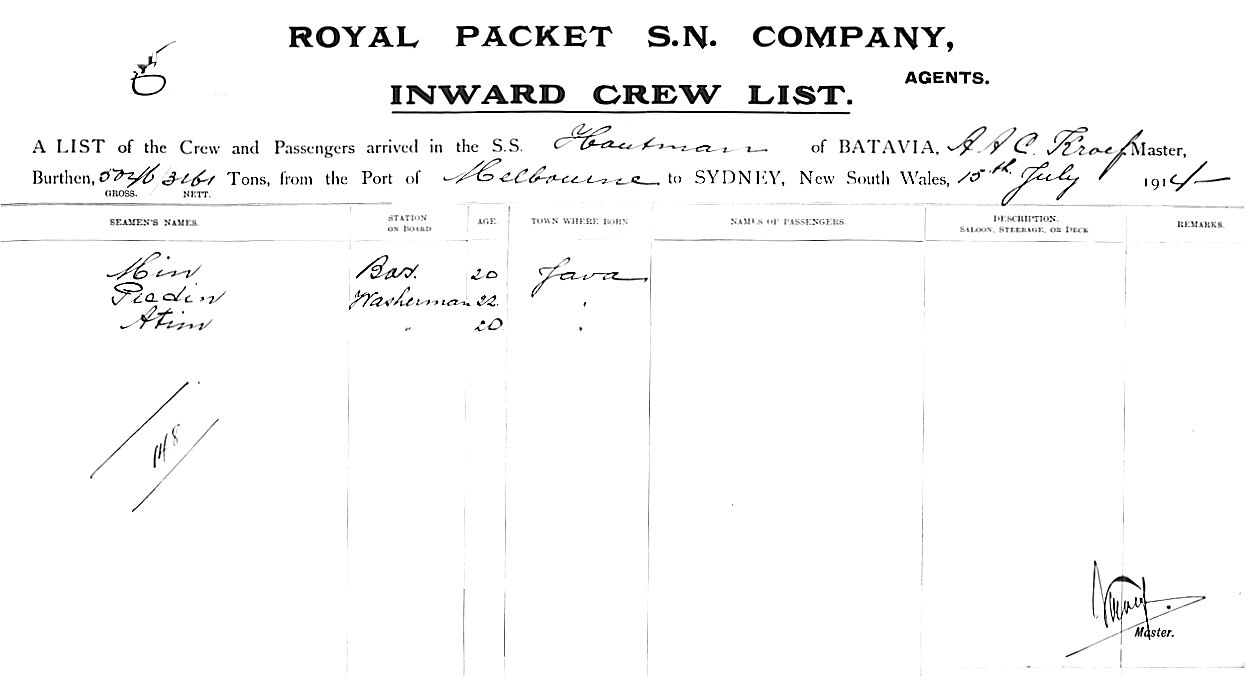 ROYAL PACKET S.N. COMPANY,
AGENTS.
INWARD CREW LIST.
A LIST of the Crew and Passengers arrived in the S.S. Houtman of BATAVIA, A A C. Kroef Master,
Burthen, 3161 Tons, from the Port of Melbourne to SYDNEY, New South Wales, 15th July 1914
GROSS. NETT.
SEAMEN'S NAMES. STATION ON BOARD AGE. TOWN WHERE BORN NAMES OF PASSENGERS. DESCRIPTION. SALOON, STEERAGE, OR DECK. REMARKS.
Min 20 Java
Washerman 22 "
Atim " 20 "
148
Master.